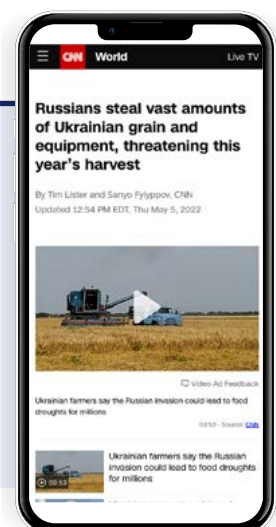 CNN World Live TV
Russians steal vast amounts
of Ukrainian grain and
equipment, threatening this
year's harvest
By Tim Lister and Sanyo Fylyppov, CNN
Updated 12:54 PM EDT, Thu May 5, 2022
Video Ad Feedback
Ukrainian farmers say the Russian invasion could lead to food
droughts for millions
03:53 - Source: CNN
Ukrainian farmers say the Russian
invasion could lead to food droughts
for millions